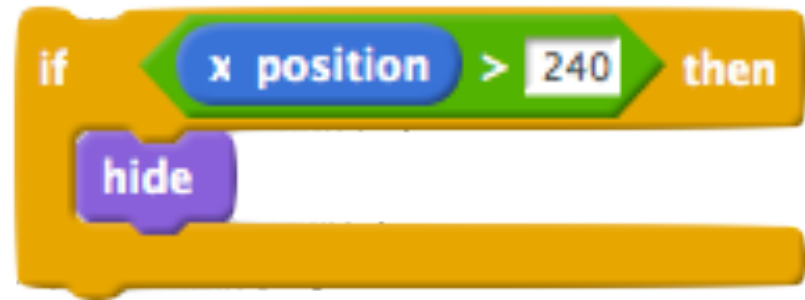 if x position > 240 then
hide